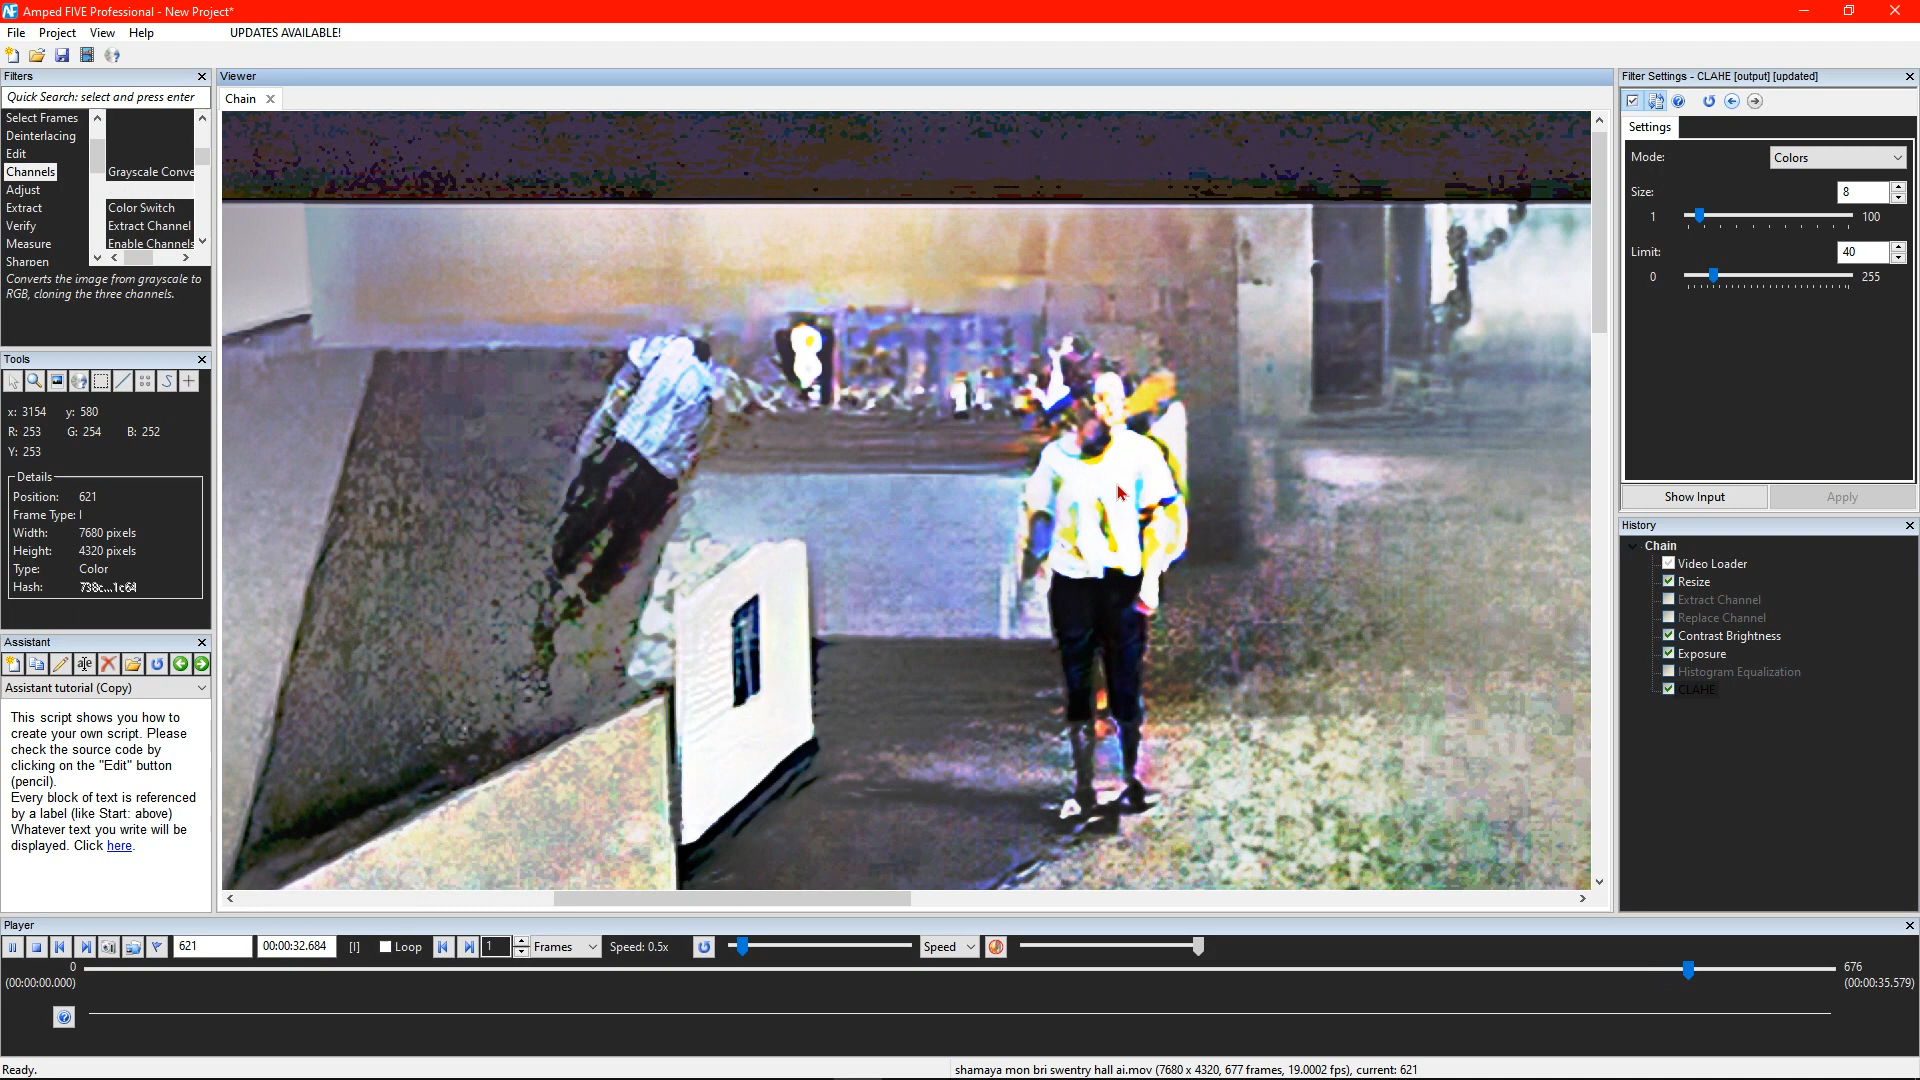 Amped FIVE Professional - New Project*
File Project View Help UPDATES AVAILABLE!
Filters
Quick Search: select and press enter
Select Frames
Deinterlacing
Edit
Channels
Adjust
Extract
Verify
Measure
Sharpen
Grayscale Conve
Color Switch
Extract Channel
Enable Channels
Converts the image from grayscale to
RGB, cloning the three channels.
Tools
x: 3154 y: 580
R: 253 G: 254 B: 252
Y: 253
Details
Position: 621
Frame Type: I
Width: 7680 pixels
Height: 4320 pixels
Type: Color
Hash: 738c...1c64
Assistant
Assistant tutorial (Copy)
This script shows you how to
create your own script. Please
check the source code by
clicking on the "Edit" button
(pencil).
Every block of text is referenced
by a label (like Start: above)
Whatever text you write will be
displayed. Click here.
Viewer
Chain
Filter Settings - CLAHE [output] [updated]
Settings
Mode: Colors
Size: 8
1 100
Limit: 40
0 255
Show Input Apply
History
Chain
Video Loader
Resize
Extract Channel
Replace Channel
Contrast Brightness
Exposure
Histogram Equalization
CLAHE
Player
621 00:00:32.684 [I] Loop 1 Frames Speed: 0.5x Speed
0 676
(00:00:00.000) (00:00:35.579)
Ready. shamaya mon bri swentry hall ai.mov (7680 x 4320, 677 frames, 19.0002 fps), current: 621